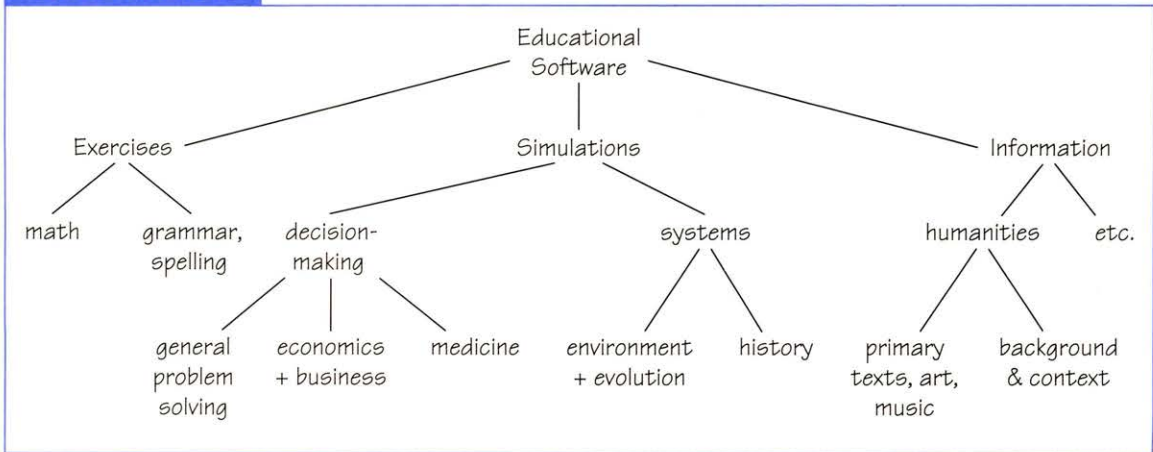 Educational
Software
Exercises
Simulations
Information
math
grammar,
spelling
decision-
making
systems
humanities
etc.
general
problem
solving
economics
+ business
medicine
environment
+ evolution
history
primary
texts, art,
music
background
& context